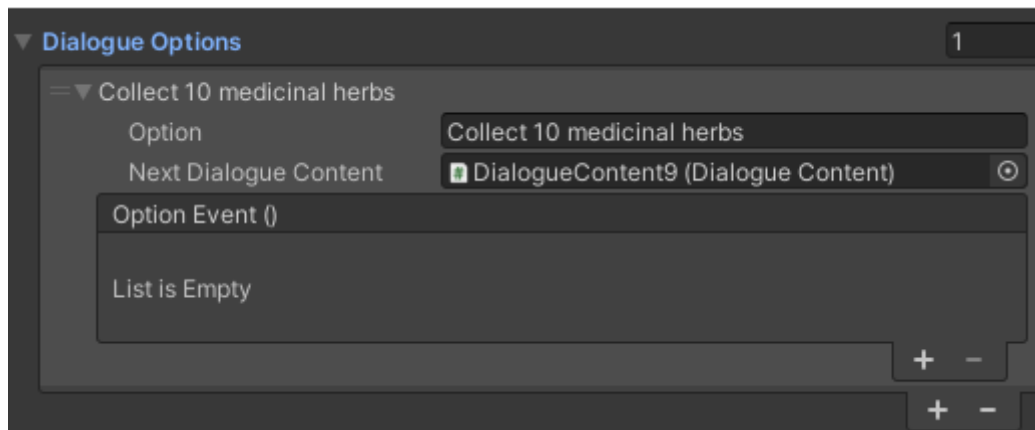 Dialogue Options 1
Collect 10 medicinal herbs
Option Collect 10 medicinal herbs
Next Dialogue Content DialogueContent9 (Dialogue Content)
Option Event ()
List is Empty
+ −
+ −